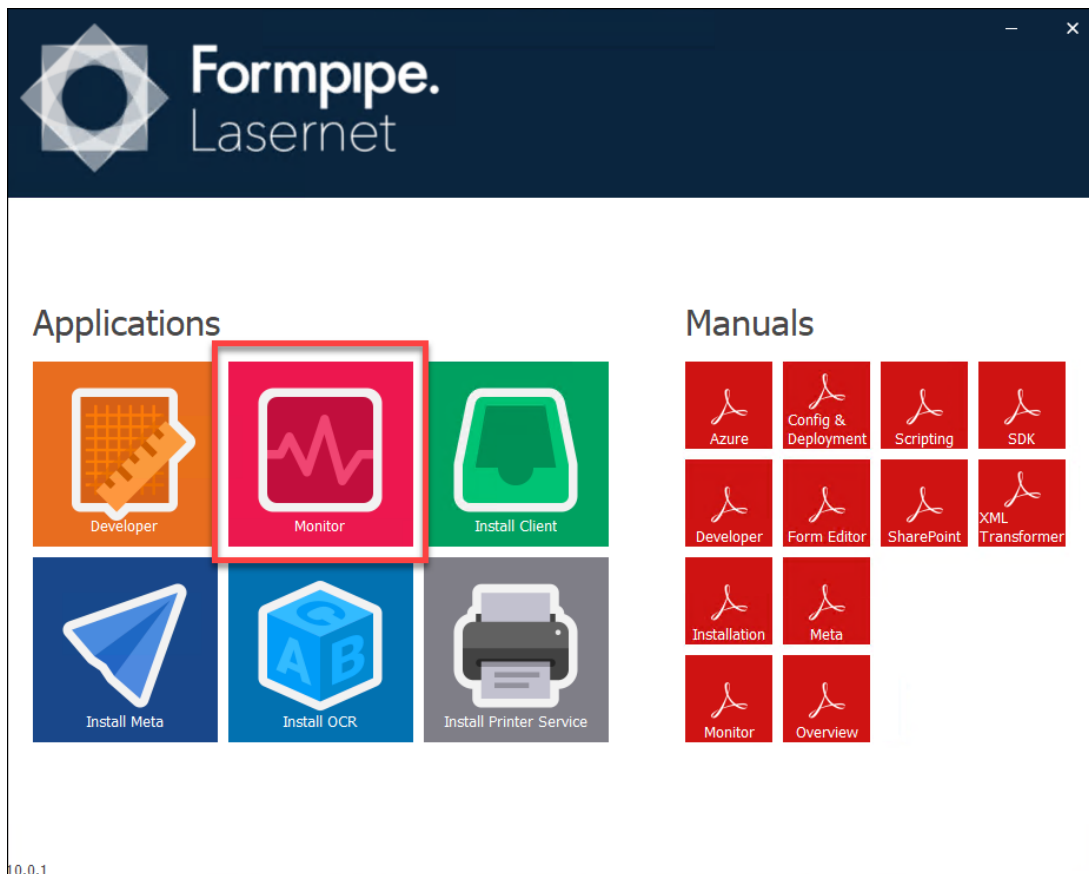 Formpipe.
Lasernet
Applications
Developer
Monitor
Install Client
Install Meta
Install OCR
Install Printer Service
Manuals
Azure
Config &
Deployment
Scripting
SDK
Developer
Form Editor
SharePoint
XML
Transformer
Installation
Meta
Monitor
Overview
10.0.1